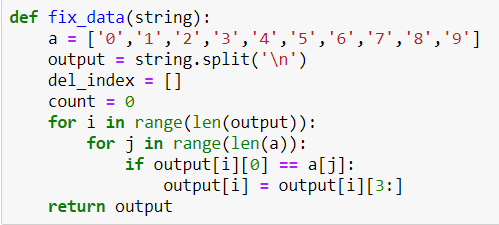 def fix_data(string):
    a = ['0','1','2','3','4','5','6','7','8','9']
    output = string.split('\n')
    del_index = []
    count = 0
    for i in range(len(output)):
        for j in range(len(a)):
            if output[i][0] == a[j]:
                output[i] = output[i][3:]
    return output